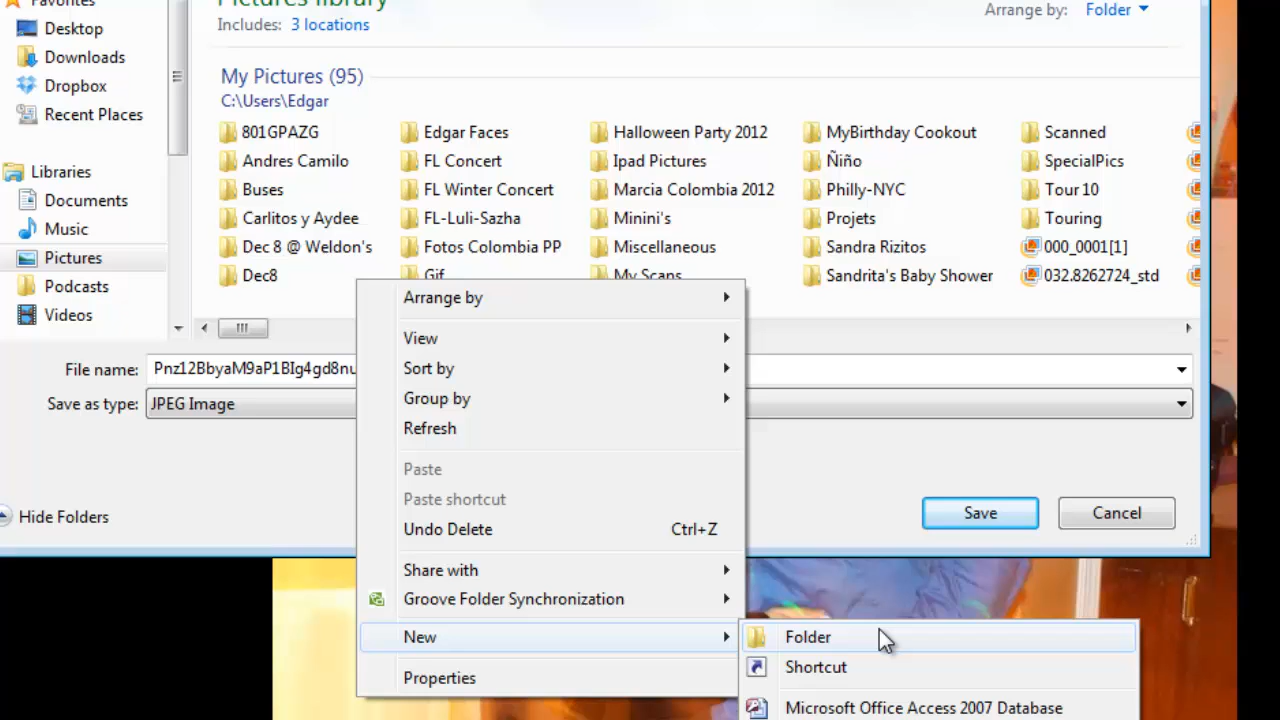 Favorites
Pictures library
Arrange by: Folder
Desktop
Includes: 3 locations
Downloads
My Pictures (95)
Dropbox
C:\Users\Edgar
Recent Places
801GPAZG Edgar Faces Halloween Party 2012 MyBirthday Cookout Scanned
Andres Camilo FL Concert Ipad Pictures Ñiño SpecialPics
Libraries
Buses FL Winter Concert Marcia Colombia 2012 Philly-NYC Tour 10
Documents
Carlitos y Aydee FL-Luli-Sazha Minini's Projets Touring
Music
Dec 8 @ Weldon's Fotos Colombia PP Miscellaneous Sandra Rizitos 000_0001[1]
Pictures
Dec8 Gif My Scans Sandrita's Baby Shower 032.8262724_std
Podcasts
Videos
File name: Pnz12BbyaM9aP1BIg4gd8nu
Save as type: JPEG Image
Hide Folders
Save Cancel
Arrange by
View
Sort by
Group by
Refresh
Paste
Paste shortcut
Undo Delete Ctrl+Z
Share with
Groove Folder Synchronization
New
Properties
Folder
Shortcut
Microsoft Office Access 2007 Database